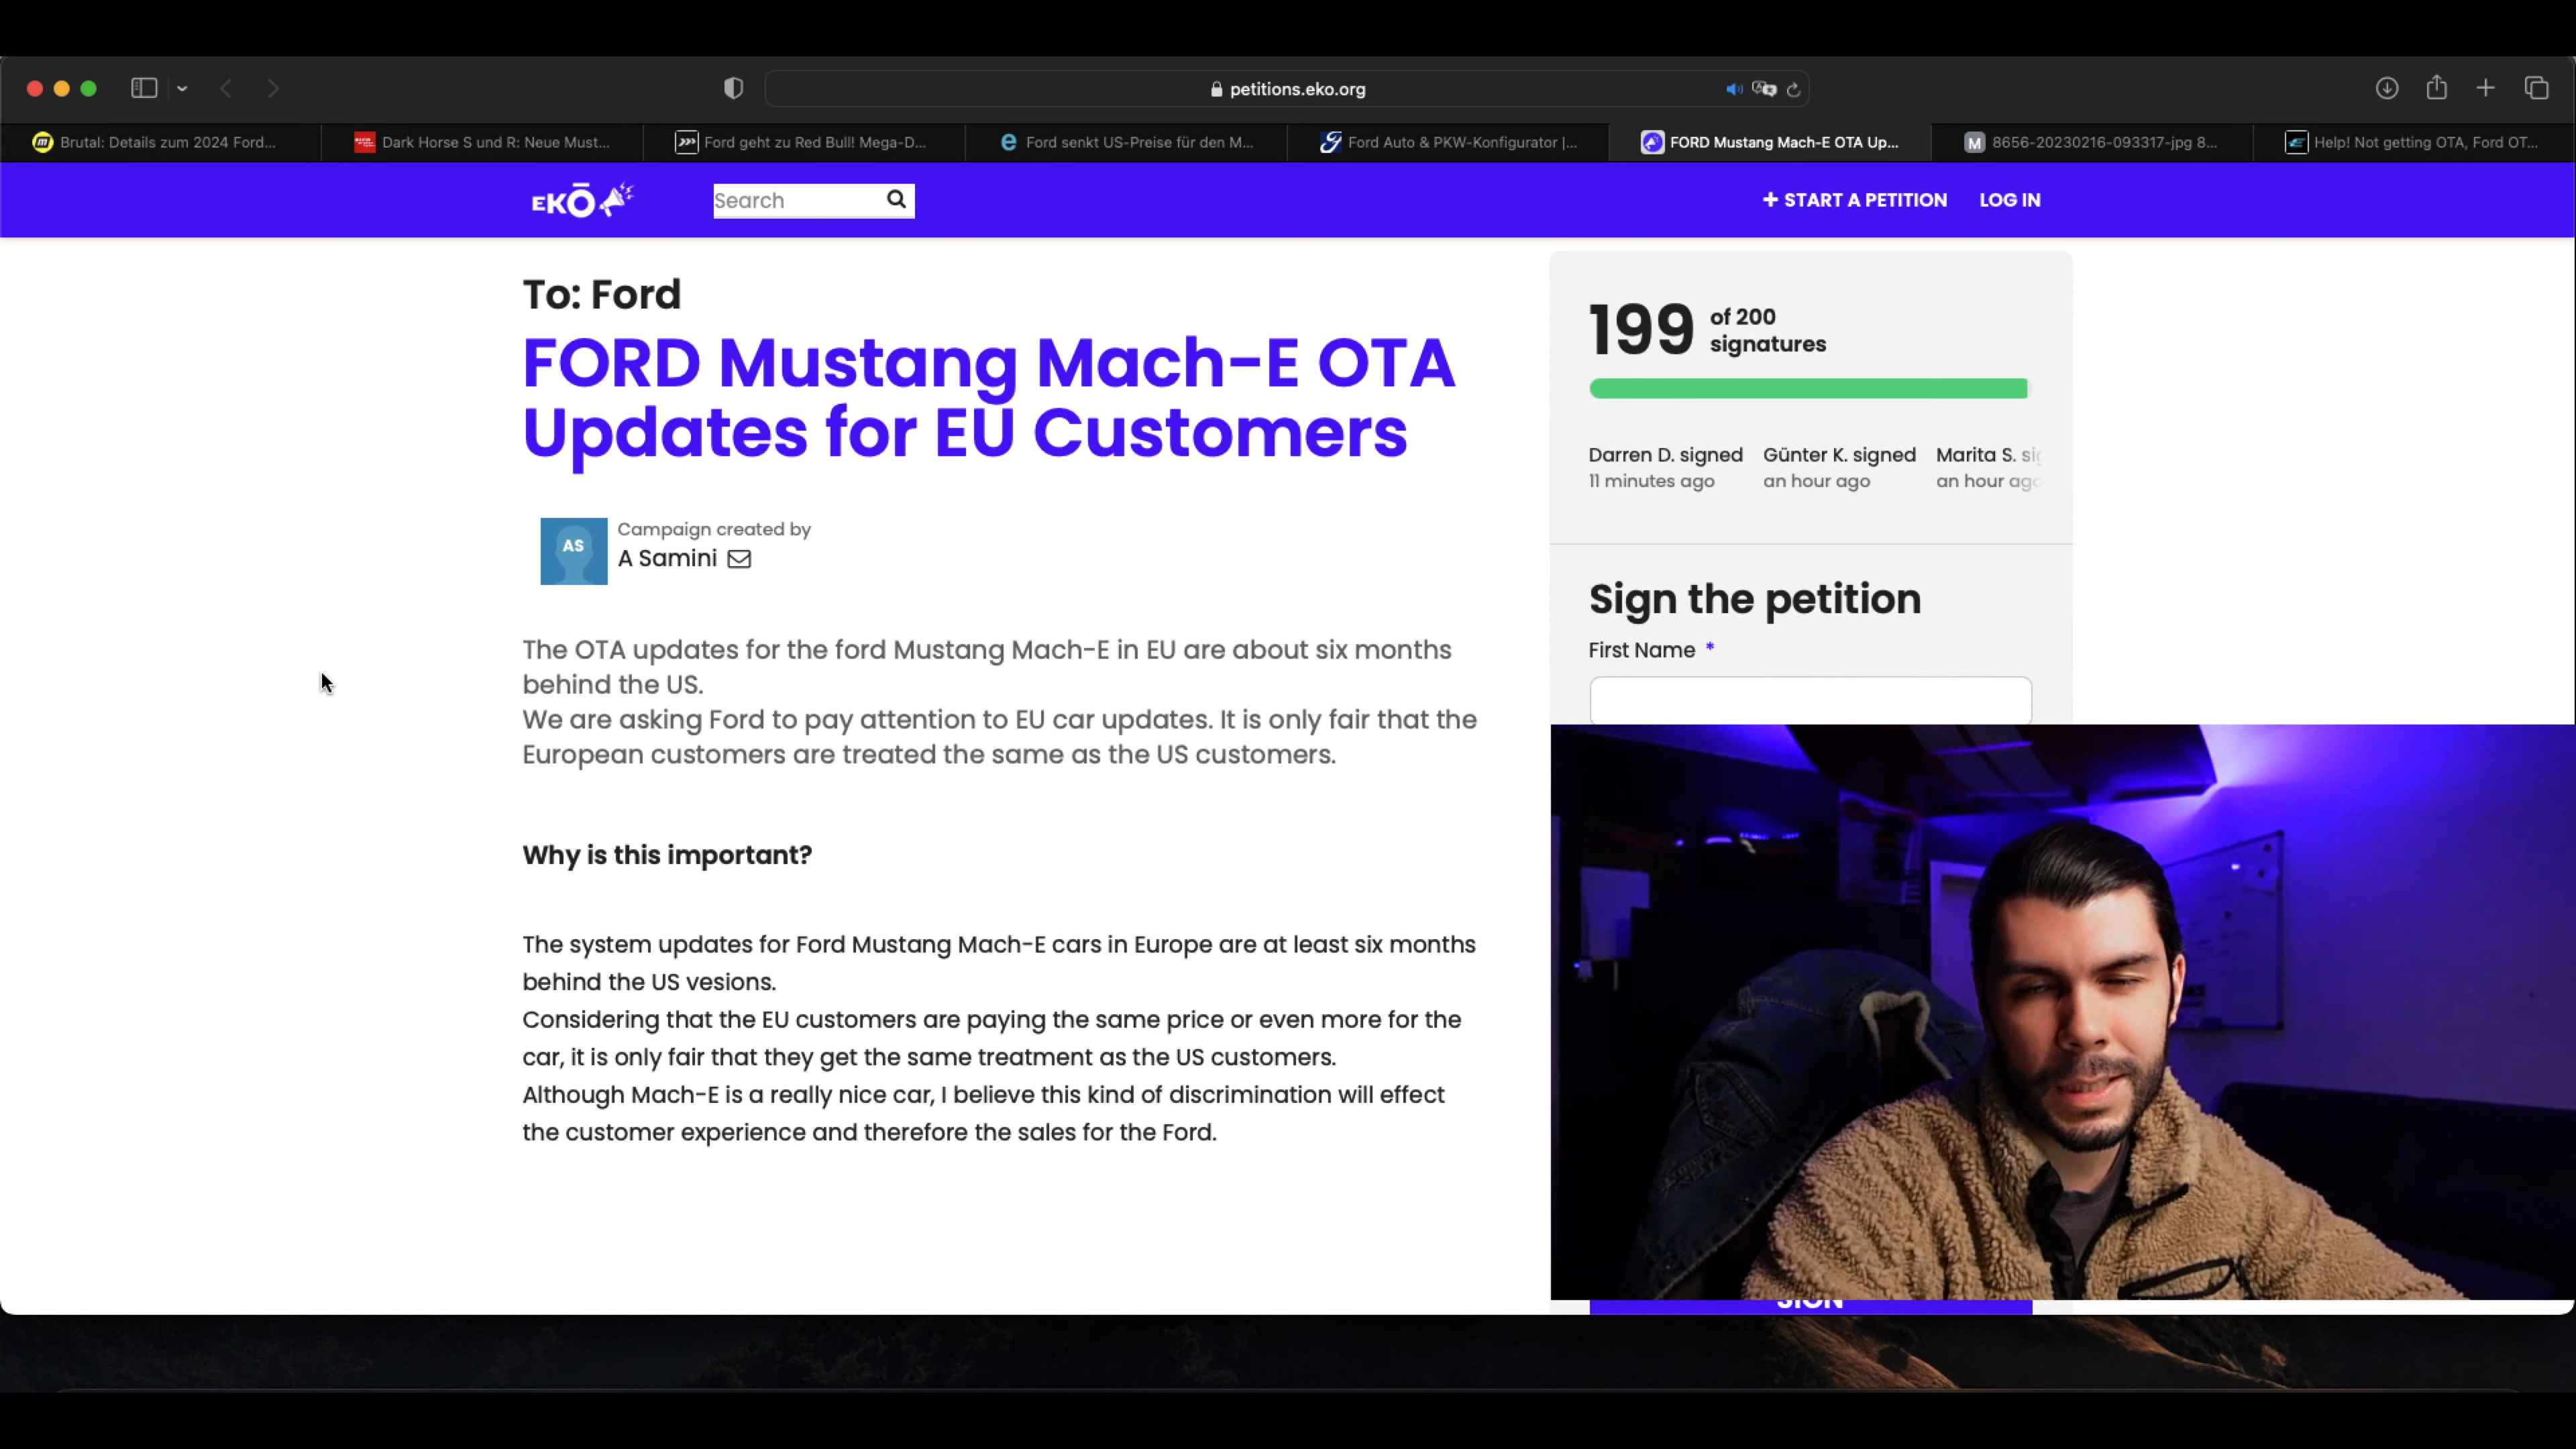 petitions.eko.org
Brutal: Details zum 2024 Ford...
Dark Horse S und R: Neue Must...
Ford geht zu Red Bull! Mega-D...
Ford senkt US-Preise für den M...
Ford Auto & PKW-Konfigurator |...
FORD Mustang Mach-E OTA Up...
M
8656-20230216-093317-jpg 8...
Help! Not getting OTA, Ford OT...
EKŌ
Search
+ START A PETITION
LOG IN
To: Ford
FORD Mustang Mach-E OTA
Updates for EU Customers
AS
Campaign created by
A Samini
The OTA updates for the ford Mustang Mach-E in EU are about six months
behind the US.
We are asking Ford to pay attention to EU car updates. It is only fair that the
European customers are treated the same as the US customers.
Why is this important?
The system updates for Ford Mustang Mach-E cars in Europe are at least six months
behind the US vesions.
Considering that the EU customers are paying the same price or even more for the
car, it is only fair that they get the same treatment as the US customers.
Although Mach-E is a really nice car, I believe this kind of discrimination will effect
the customer experience and therefore the sales for the Ford.
199
of 200
signatures
Darren D. signed
11 minutes ago
Günter K. signed
an hour ago
Marita S. sig
an hour ago
Sign the petition
First Name *
SIGN